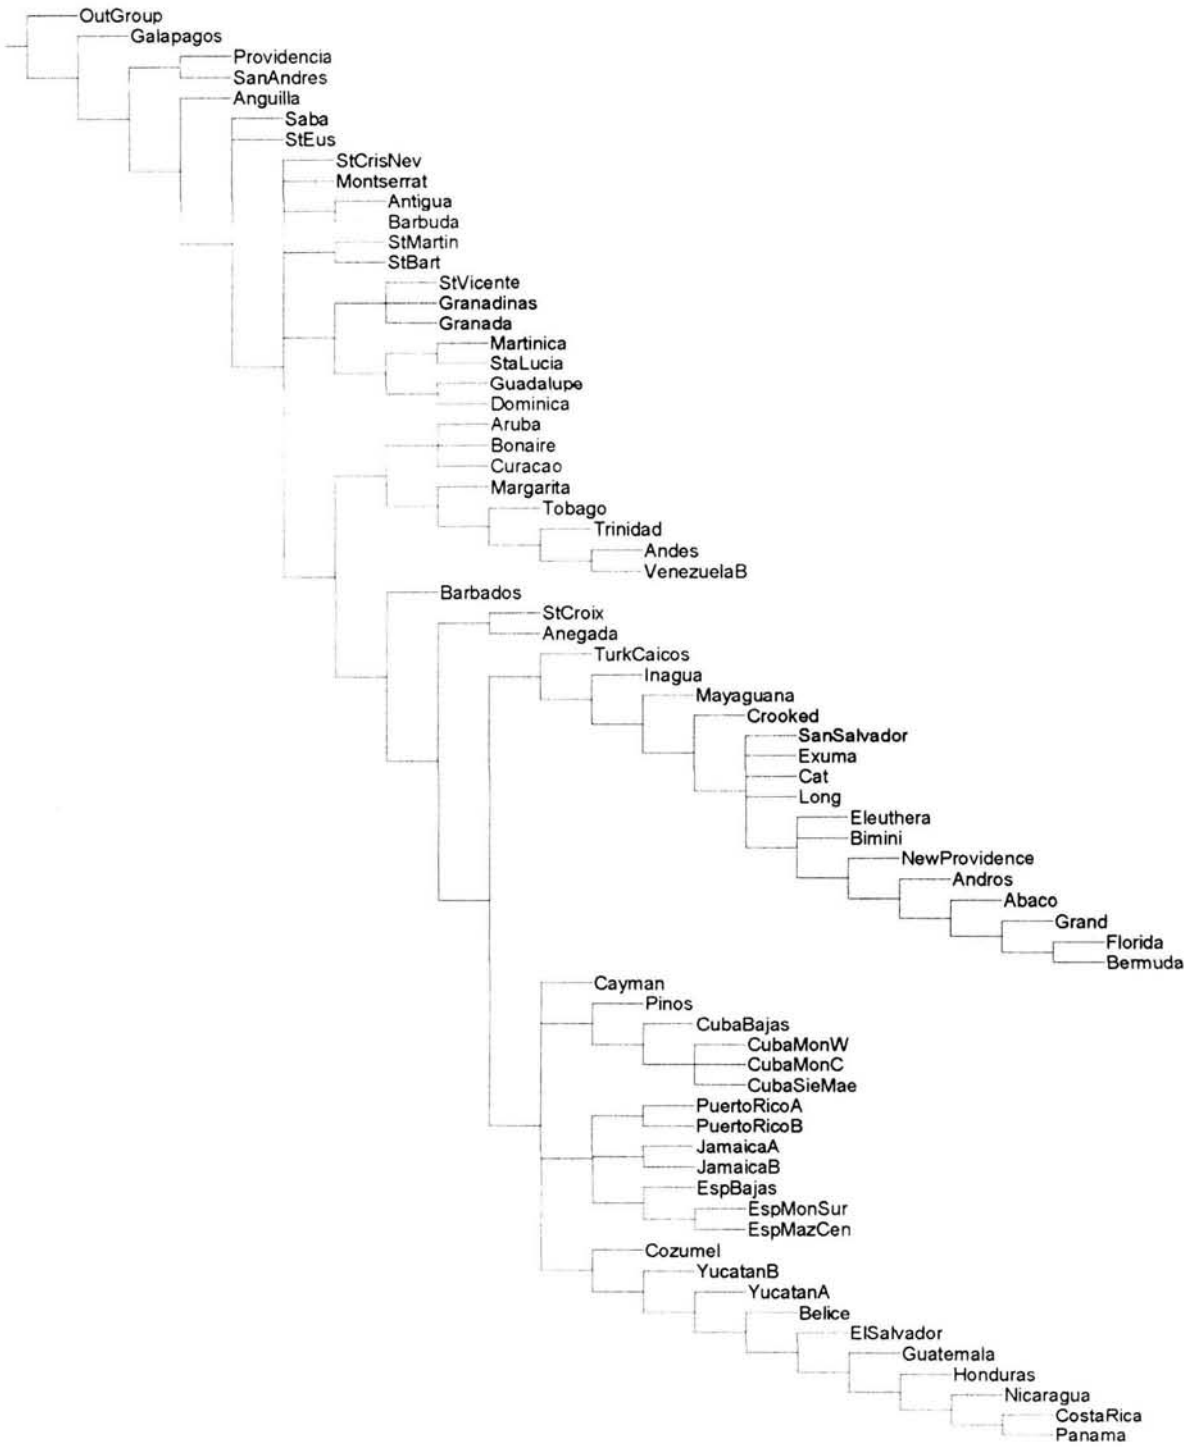 OutGroup
Galapagos
Providencia
SanAndres
Anguilla
Saba
StEus
StCrisNev
Montserrat
Antigua
Barbuda
StMartin
StBart
StVicente
Granadinas
Granada
Martinica
StaLucia
Guadalupe
Dominica
Aruba
Bonaire
Curacao
Margarita
Tobago
Trinidad
Andes
VenezuelaB
Barbados
StCroix
Anegada
TurkCaicos
Inagua
Mayaguana
Crooked
SanSalvador
Exuma
Cat
Long
Eleuthera
Bimini
NewProvidence
Andros
Abaco
Grand
Florida
Bermuda
Cayman
Pinos
CubaBajas
CubaMonW
CubaMonC
CubaSieMae
PuertoRicoA
PuertoRicoB
JamaicaA
JamaicaB
EspBajas
EspMonSur
EspMazCen
Cozumel
YucatanB
YucatanA
Belice
ElSalvador
Guatemala
Honduras
Nicaragua
CostaRica
Panama